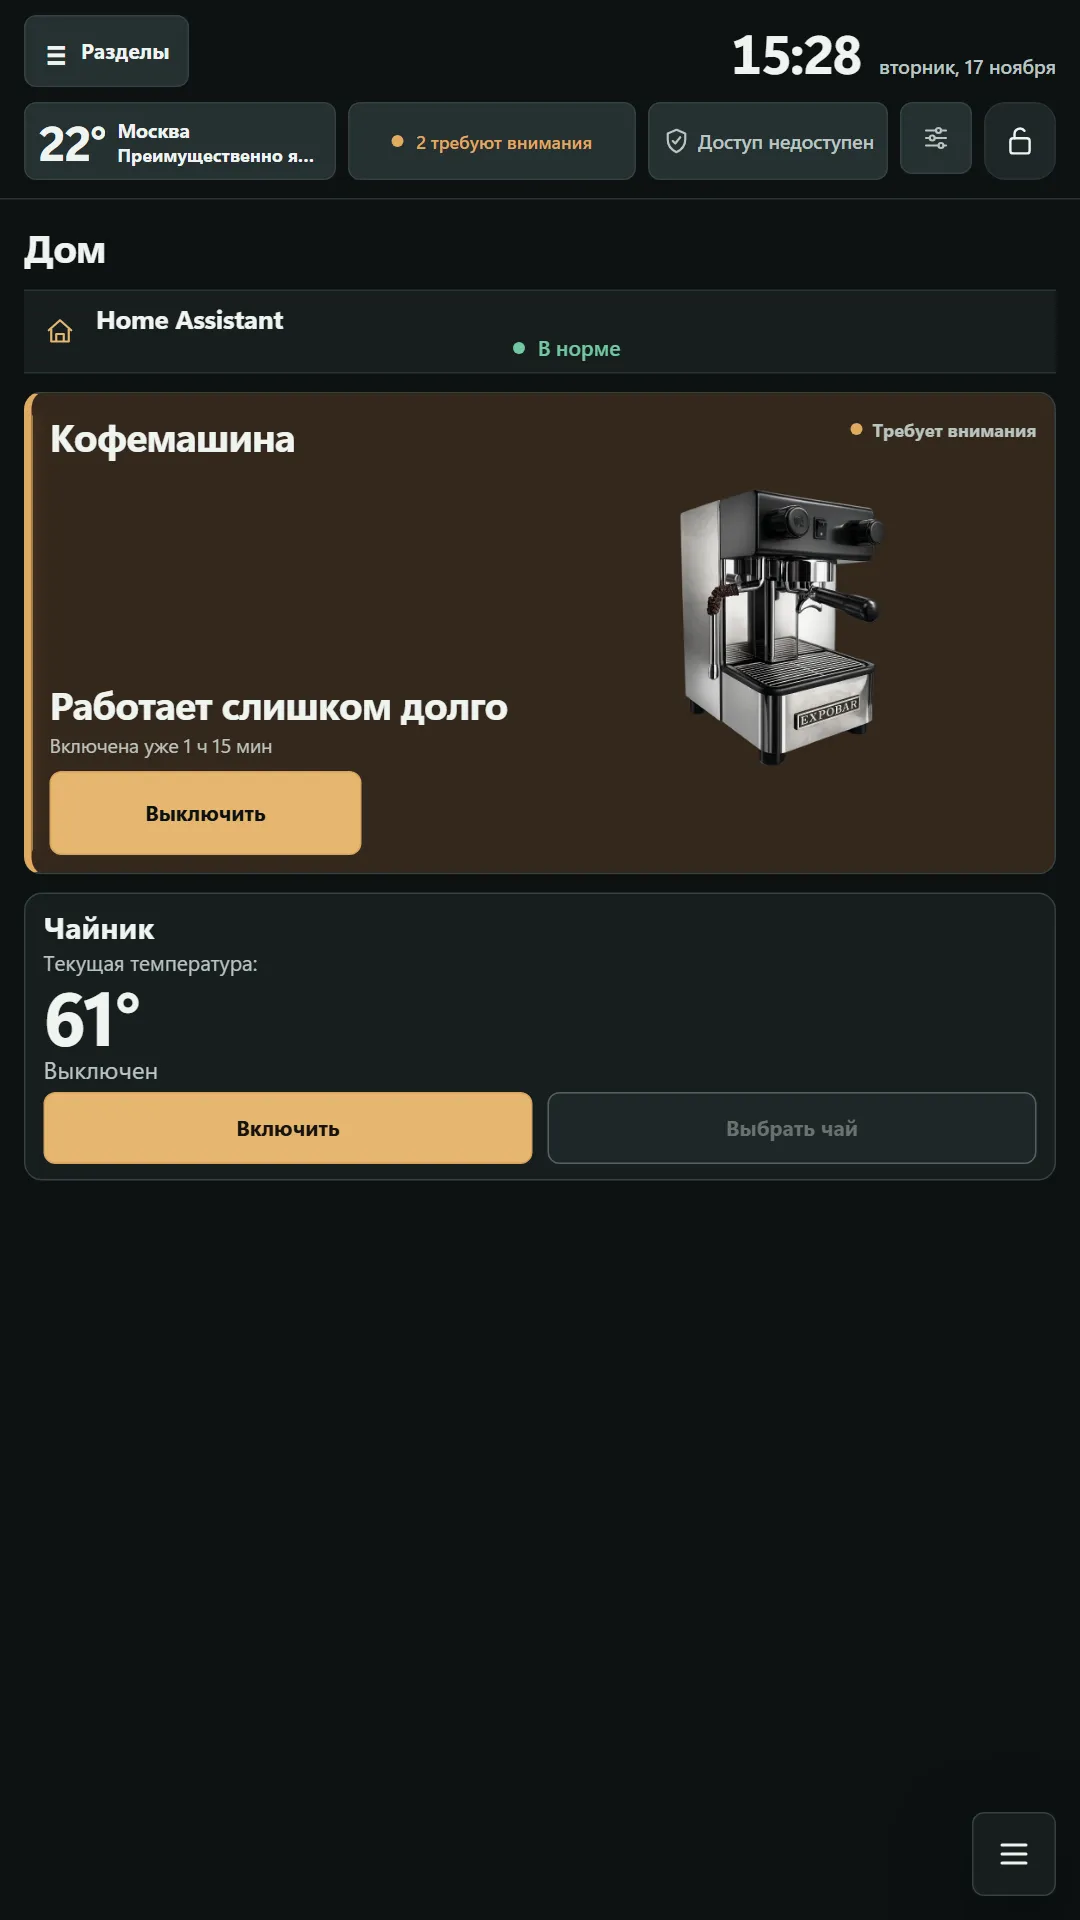 Разделы
15:28 вторник, 17 ноября
22° Москва
Преимущественно я...
2 требуют внимания
Доступ недоступен
Дом
Home Assistant
В норме
Кофемашина
Требует внимания
EXPOBAR
Работает слишком долго
Включена уже 1 ч 15 мин
Выключить
Чайник
Текущая температура:
61°
Выключен
Включить
Выбрать чай